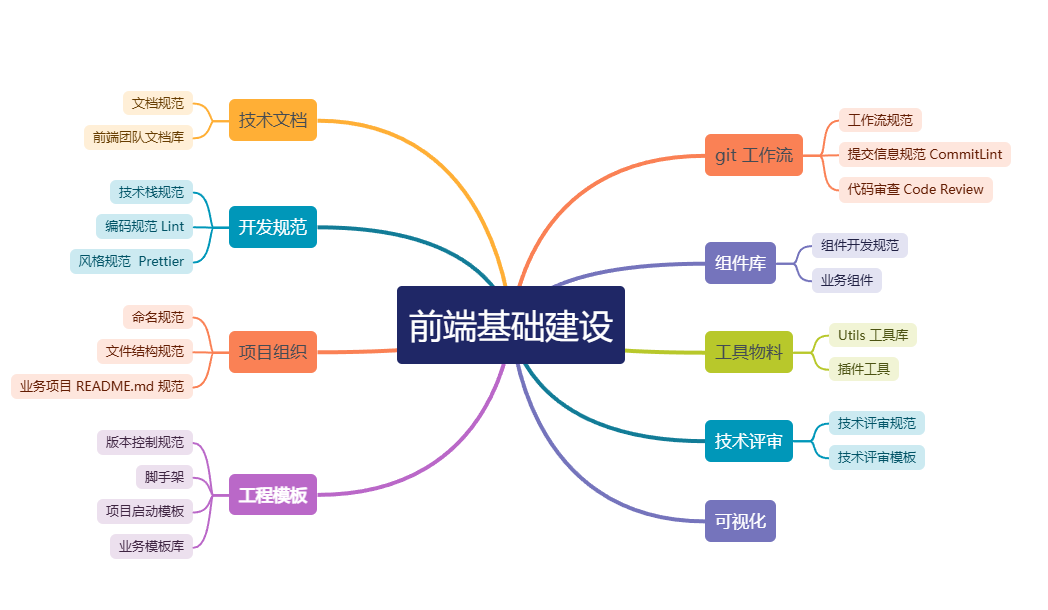 前端基础建设
技术文档
文档规范
前端团队文档库
开发规范
技术栈规范
编码规范 Lint
风格规范 Prettier
项目组织
命名规范
文件结构规范
业务项目 README.md 规范
工程模板
版本控制规范
脚手架
项目启动模板
业务模板库
git 工作流
工作流规范
提交信息规范 CommitLint
代码审查 Code Review
组件库
组件开发规范
业务组件
工具物料
Utils 工具库
插件工具
技术评审
技术评审规范
技术评审模板
可视化